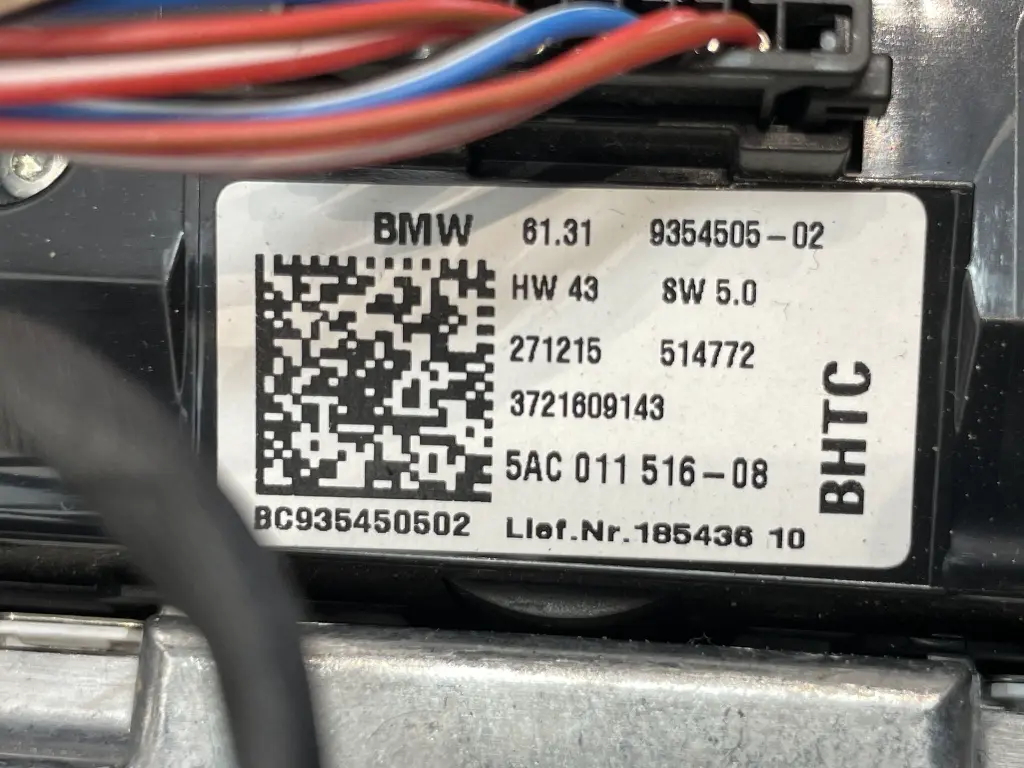 BMW 61.31 9354505-02
HW 43 SW 5.0
271215 514772
3721609143
5AC 011 516-08
BC935450502 Lief.Nr.185436 10
BHTC